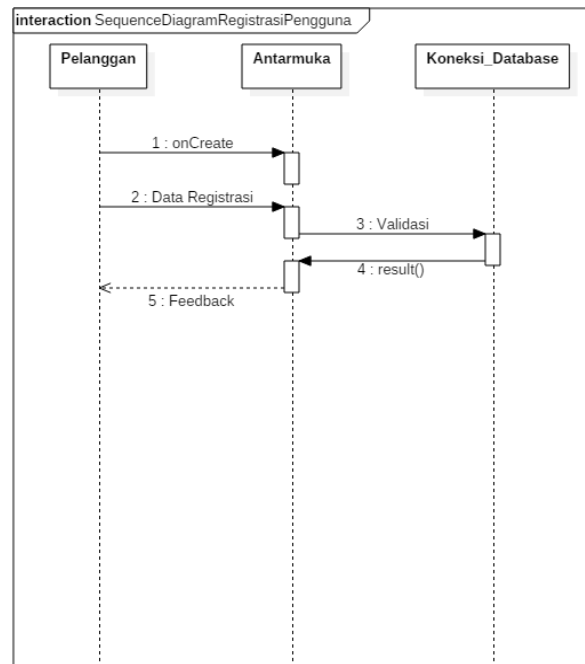 interaction SequenceDiagramRegistrasiPengguna
Pelanggan
Antarmuka
Koneksi_Database
1 : onCreate
2 : Data Registrasi
3 : Validasi
4 : result()
5 : Feedback